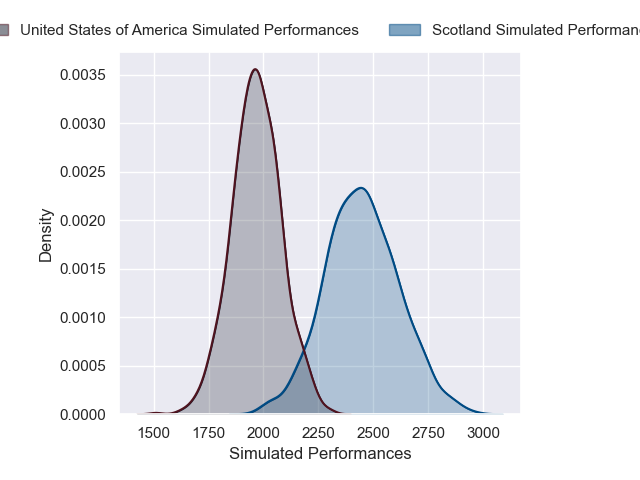 United States of America Simulated Performances
Scotland Simulated
0.0035
0.0030
0.0025
0.0020
0.0015
0.0010
0.0005
0.0000
Density
1500 1750 2000 2250 2500 2750 3000
Simulated Performances